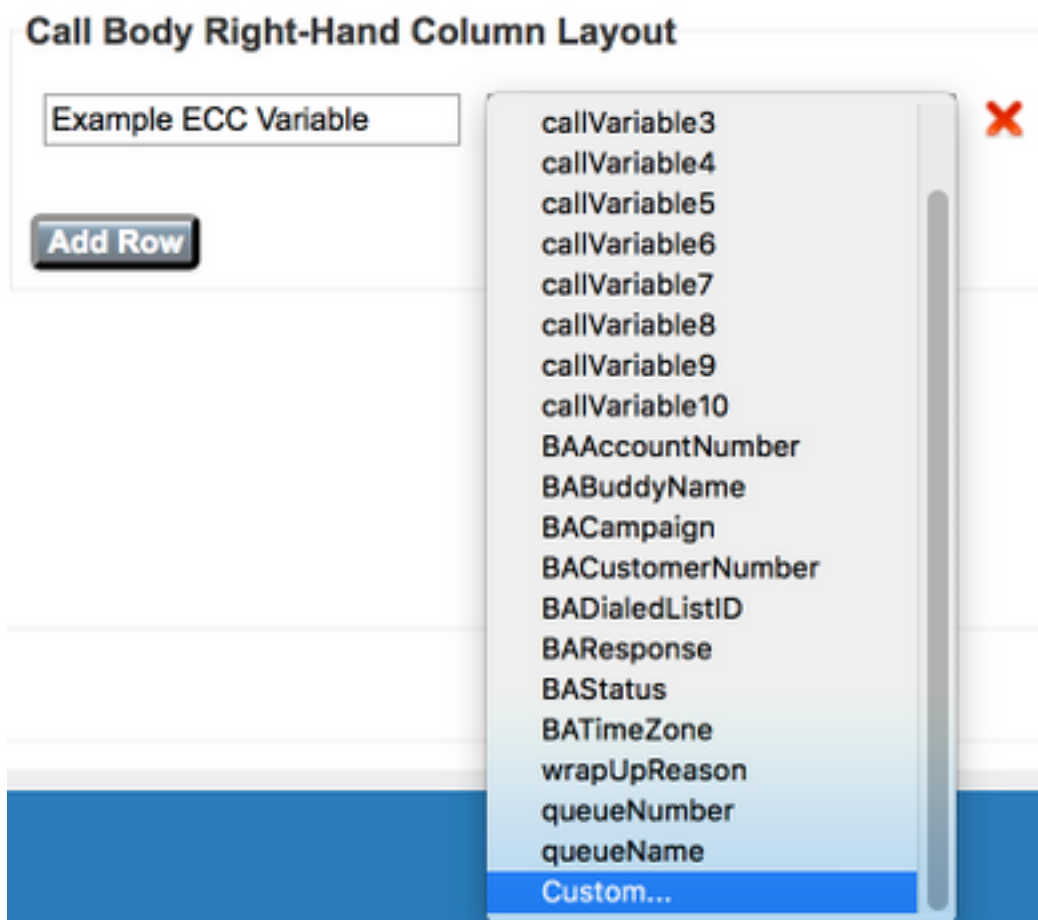 Call Body Right-Hand Column Layout
Example ECC Variable
Add Row
callVariable3
callVariable4
callVariable5
callVariable6
callVariable7
callVariable8
callVariable9
callVariable10
BAAccountNumber
BABuddyName
BACampaign
BACustomerNumber
BADialedListID
BAResponse
BAStatus
BATimeZone
wrapUpReason
queueNumber
queueName
Custom...